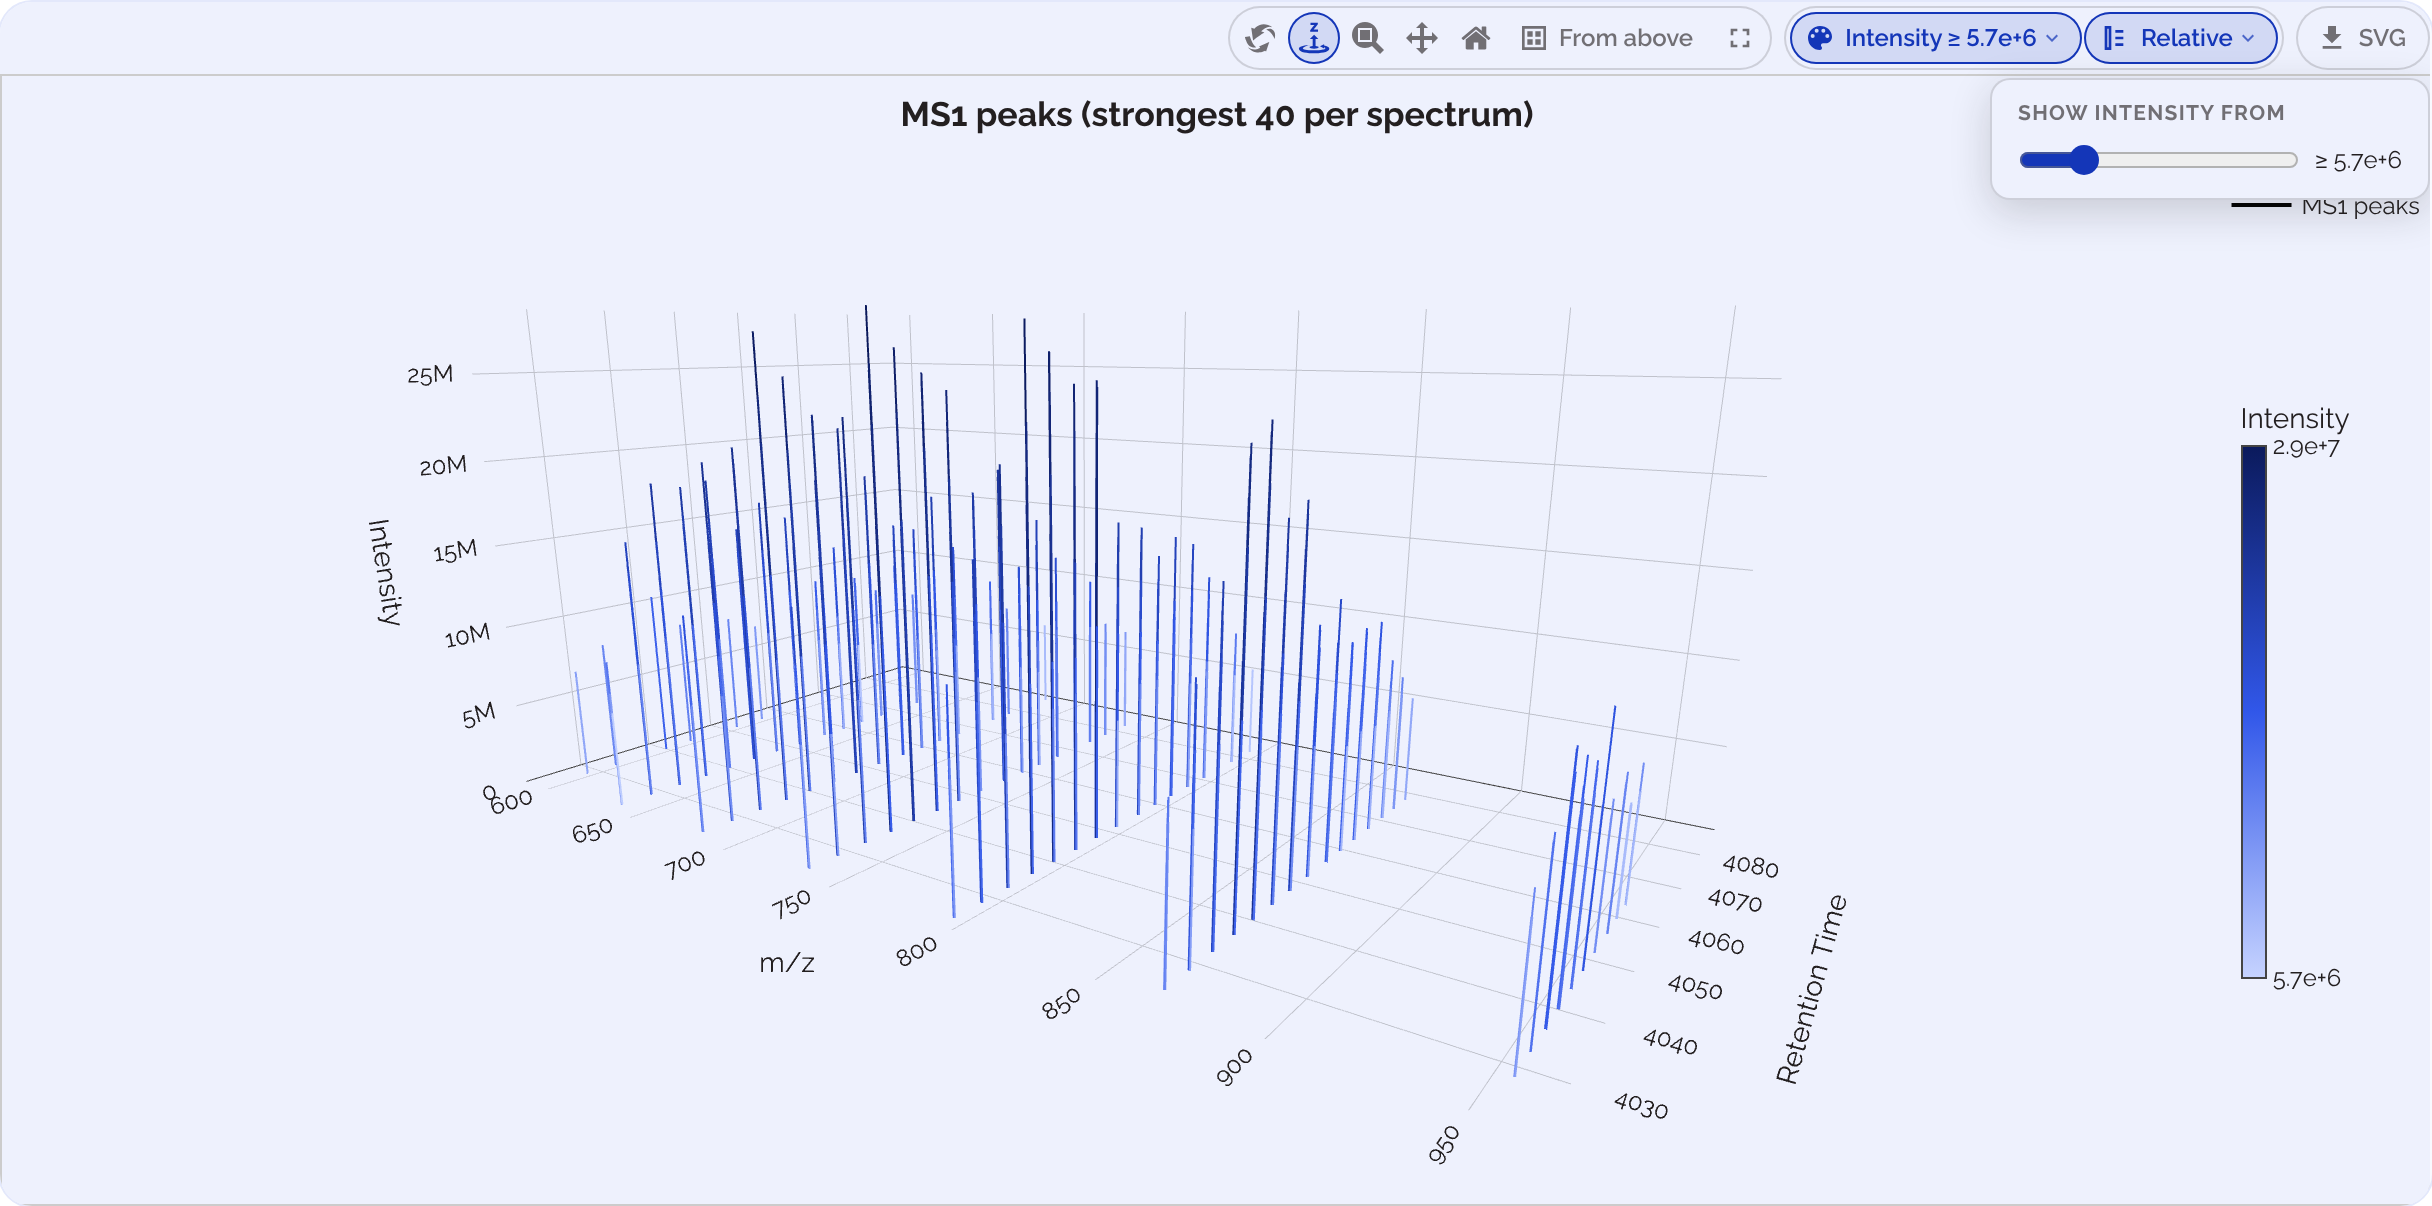 z
From above
Intensity ≥ 5.7e+6
Relative
SVG
MS1 peaks (strongest 40 per spectrum)
SHOW INTENSITY FROM
≥ 5.7e+6
MS1 peaks
25M
20M
15M
10M
5M
0
Intensity
600
650
700
750
800
850
900
950
m/z
4080
4070
4060
4050
4040
4030
Retention Time
Intensity
2.9e+7
5.7e+6